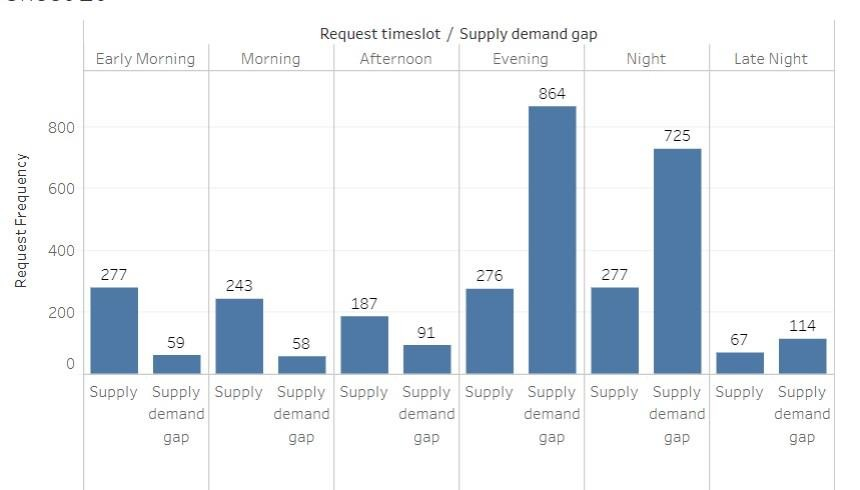 Request timeslot / Supply demand gap
Early Morning Morning Afternoon Evening Night Late Night
Request Frequency
800
600
400
200
0
277
59
243
58
187
91
276
864
277
725
67
114
Supply Supply Supply Supply Supply Supply Supply Supply Supply Supply Supply Supply
demand demand demand demand demand demand
gap gap gap gap gap gap